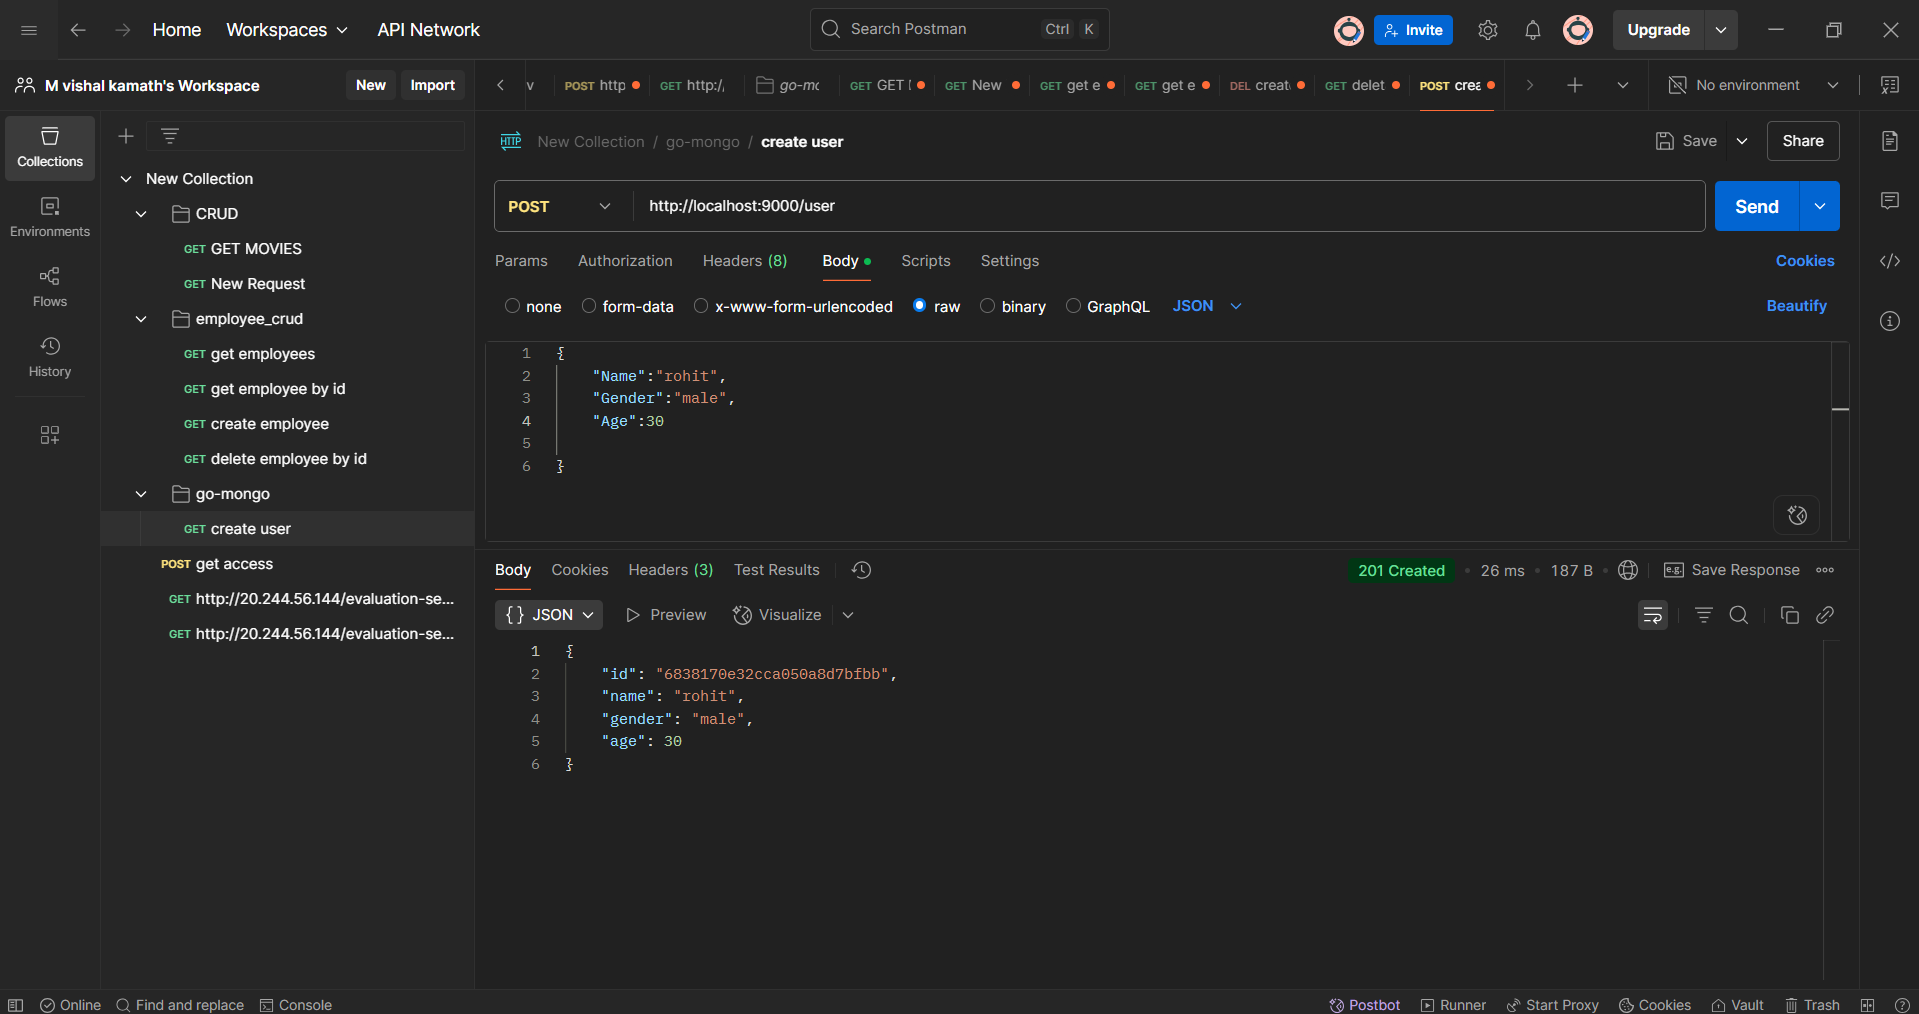 Home Workspaces API Network Search Postman Ctrl K Invite Upgrade
M vishal kamath's Workspace New Import
v POST http GET http:/ go-mo GET GET New GET get e GET get e DEL creat GET delet POST crea No environment
Collections
Environments
Flows
History
New Collection
CRUD
GET GET MOVIES
GET New Request
employee_crud
GET get employees
GET get employee by id
GET create employee
GET delete employee by id
go-mongo
GET create user
POST get access
GET http://20.244.56.144/evaluation-se...
GET http://20.244.56.144/evaluation-se...
HTTP New Collection / go-mongo / create user Save Share
POST http://localhost:9000/user Send
Params Authorization Headers (8) Body Scripts Settings Cookies
none form-data x-www-form-urlencoded raw binary GraphQL JSON Beautify
1 {
2 "Name":"rohit",
3 "Gender":"male",
4 "Age":30
5
6 }
Body Cookies Headers (3) Test Results 201 Created 26 ms 187 B e.g. Save Response
{} JSON Preview Visualize
1 {
2 "id": "6838170e32cca050a8d7bfbb",
3 "name": "rohit",
4 "gender": "male",
5 "age": 30
6 }
Online Find and replace Console Postbot Runner Start Proxy Cookies Vault Trash